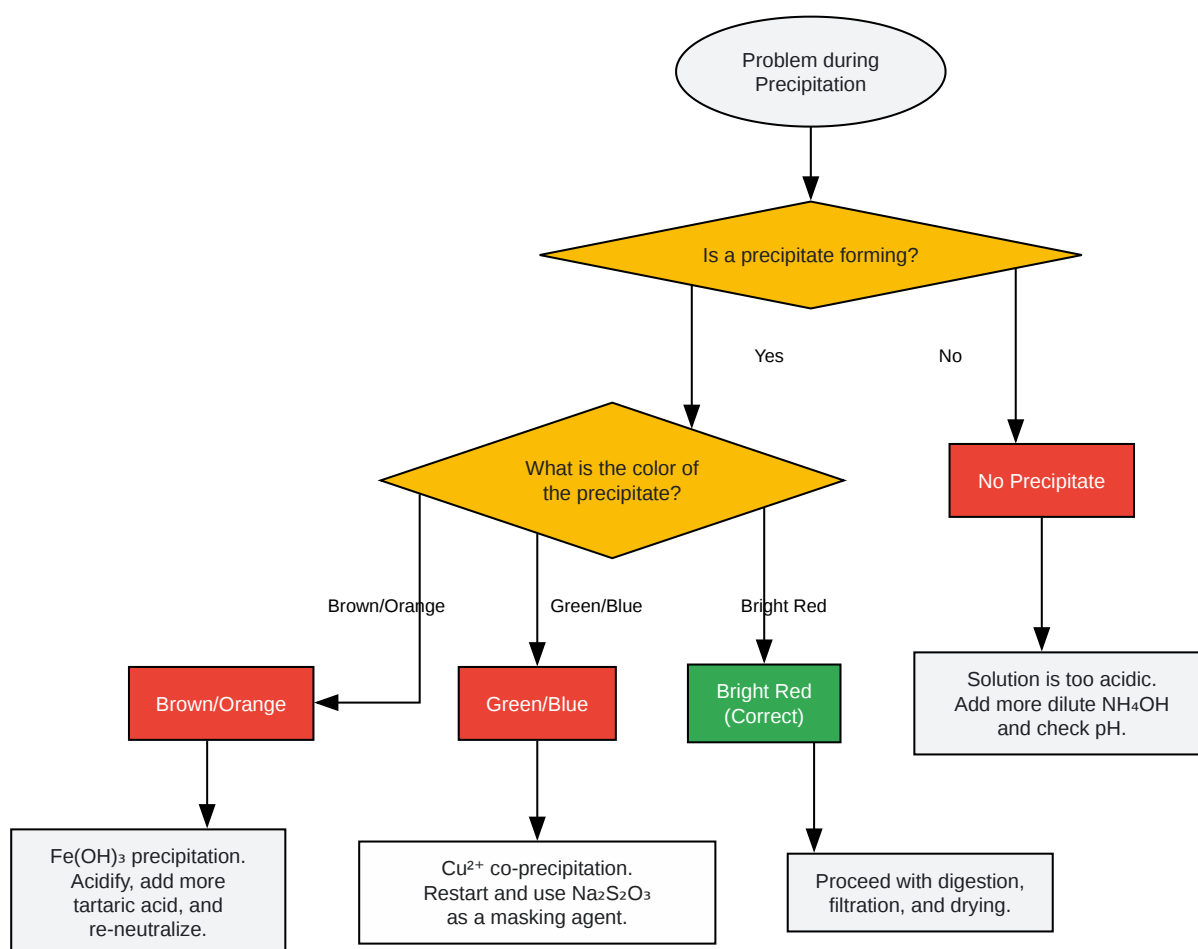 Problem during
Precipitation
Is a precipitate forming?
Yes
No
What is the color of
the precipitate?
No Precipitate
Brown/Orange
Green/Blue
Bright Red
Brown/Orange
Green/Blue
Bright Red
(Correct)
Solution is too acidic.
Add more dilute NH₄OH
and check pH.
Fe(OH)₃ precipitation.
Acidify, add more
tartaric acid, and
re-neutralize.
Cu²⁺ co-precipitation.
Restart and use Na₂S₂O₃
as a masking agent.
Proceed with digestion,
filtration, and drying.